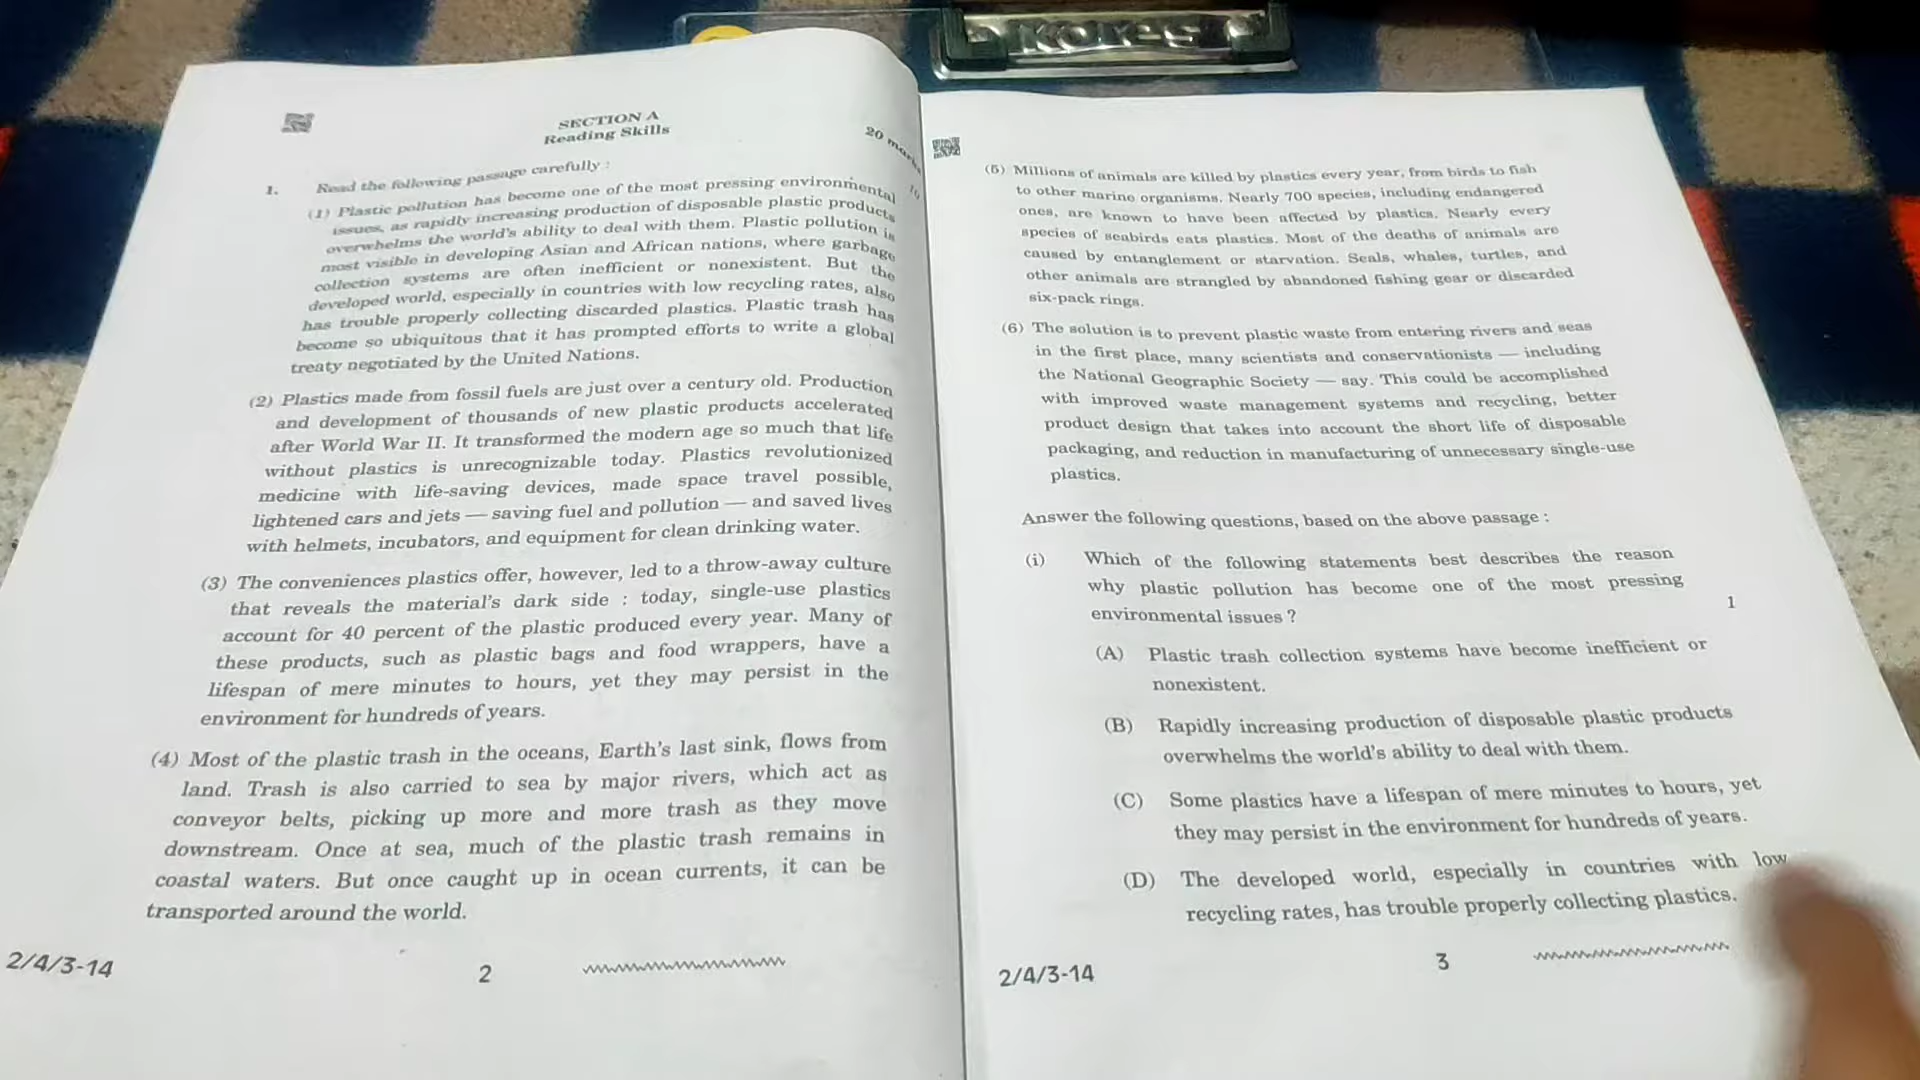 Kores
SECTION A
Reading Skills
20 marks
1. Read the following passage carefully :
10
(1) Plastic pollution has become one of the most pressing environmental
issues, as rapidly increasing production of disposable plastic products
overwhelms the world's ability to deal with them. Plastic pollution is
most visible in developing Asian and African nations, where garbage
collection systems are often inefficient or nonexistent. But the
developed world, especially in countries with low recycling rates, also
has trouble properly collecting discarded plastics. Plastic trash has
become so ubiquitous that it has prompted efforts to write a global
treaty negotiated by the United Nations.
(2) Plastics made from fossil fuels are just over a century old. Production
and development of thousands of new plastic products accelerated
after World War II. It transformed the modern age so much that life
without plastics is unrecognizable today. Plastics revolutionized
medicine with life-saving devices, made space travel possible,
lightened cars and jets — saving fuel and pollution — and saved lives
with helmets, incubators, and equipment for clean drinking water.
(3) The conveniences plastics offer, however, led to a throw-away culture
that reveals the material's dark side : today, single-use plastics
account for 40 percent of the plastic produced every year. Many of
these products, such as plastic bags and food wrappers, have a
lifespan of mere minutes to hours, yet they may persist in the
environment for hundreds of years.
(4) Most of the plastic trash in the oceans, Earth's last sink, flows from
land. Trash is also carried to sea by major rivers, which act as
conveyor belts, picking up more and more trash as they move
downstream. Once at sea, much of the plastic trash remains in
coastal waters. But once caught up in ocean currents, it can be
transported around the world.
2/4/3-14
2
(5) Millions of animals are killed by plastics every year, from birds to fish
to other marine organisms. Nearly 700 species, including endangered
ones, are known to have been affected by plastics. Nearly every
species of seabirds eats plastics. Most of the deaths of animals are
caused by entanglement or starvation. Seals, whales, turtles, and
other animals are strangled by abandoned fishing gear or discarded
six-pack rings.
(6) The solution is to prevent plastic waste from entering rivers and seas
in the first place, many scientists and conservationists — including
the National Geographic Society — say. This could be accomplished
with improved waste management systems and recycling, better
product design that takes into account the short life of disposable
packaging, and reduction in manufacturing of unnecessary single-use
plastics.
Answer the following questions, based on the above passage :
(i) Which of the following statements best describes the reason
why plastic pollution has become one of the most pressing
environmental issues ?
1
(A) Plastic trash collection systems have become inefficient or
nonexistent.
(B) Rapidly increasing production of disposable plastic products
overwhelms the world's ability to deal with them.
(C) Some plastics have a lifespan of mere minutes to hours, yet
they may persist in the environment for hundreds of years.
(D) The developed world, especially in countries with low
recycling rates, has trouble properly collecting plastics.
2/4/3-14
3